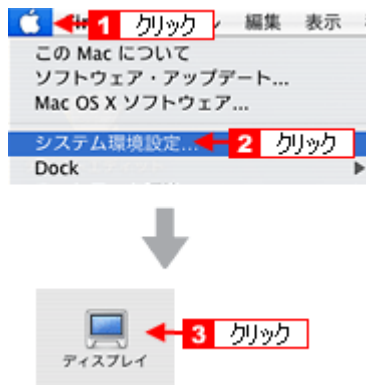 1 クリック 編集 表示
この Mac について
ソフトウェア・アップデート...
Mac OS X ソフトウェア...
システム環境設定... 2 クリック
Dock
3 クリック
ディスプレイ